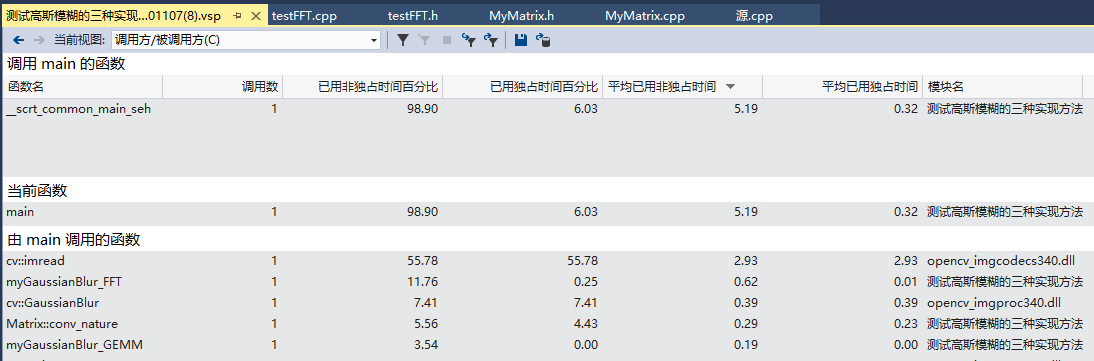 测试高斯模糊的三种实现...01107(8).vsp testFFT.cpp testFFT.h MyMatrix.h MyMatrix.cpp 源.cpp
当前视图: 调用方/被调用方(C)
调用 main 的函数
函数名 调用数 已用非独占时间百分比 已用独占时间百分比 平均已用非独占时间 平均已用独占时间 模块名
__scrt_common_main_seh 1 98.90 6.03 5.19 0.32 测试高斯模糊的三种实现方法
当前函数
main 1 98.90 6.03 5.19 0.32 测试高斯模糊的三种实现方法
由 main 调用的函数
cv::imread 1 55.78 55.78 2.93 2.93 opencv_imgcodecs340.dll
myGaussianBlur_FFT 1 11.76 0.25 0.62 0.01 测试高斯模糊的三种实现方法
cv::GaussianBlur 1 7.41 7.41 0.39 0.39 opencv_imgproc340.dll
Matrix::conv_nature 1 5.56 4.43 0.29 0.23 测试高斯模糊的三种实现方法
myGaussianBlur_GEMM 1 3.54 0.00 0.19 0.00 测试高斯模糊的三种实现方法